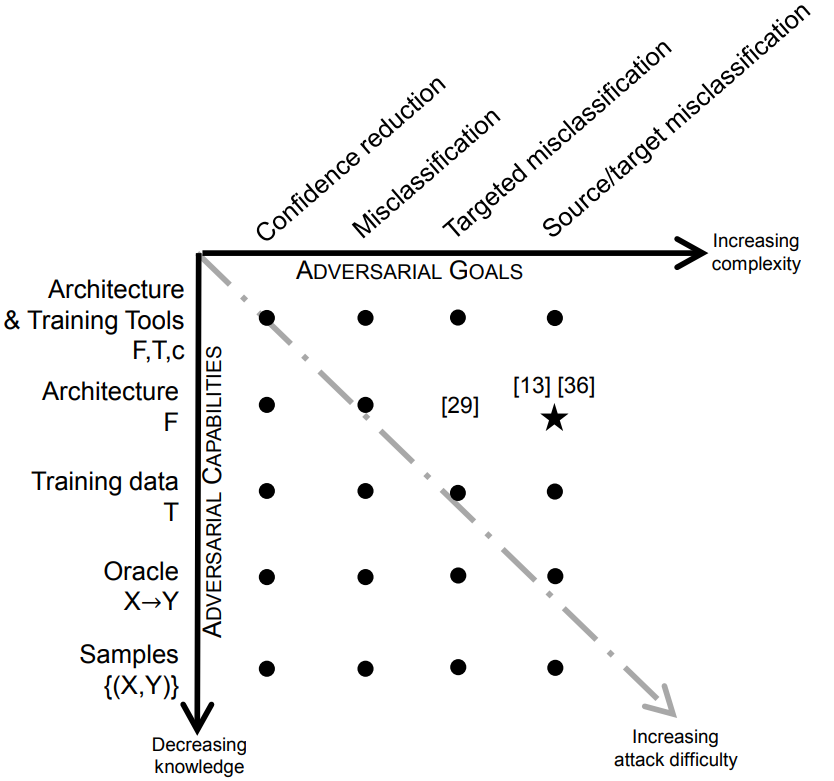 Confidence reduction
Misclassification
Targeted misclassification
Source/target misclassification
Increasing
complexity
ADVERSARIAL GOALS
Architecture
& Training Tools
F,T,c
Architecture
F
[29]
[13] [36]
Training data
T
Oracle
X→Y
Samples
{(X,Y)}
ADVERSARIAL CAPABILITIES
Decreasing
knowledge
Increasing
attack difficulty